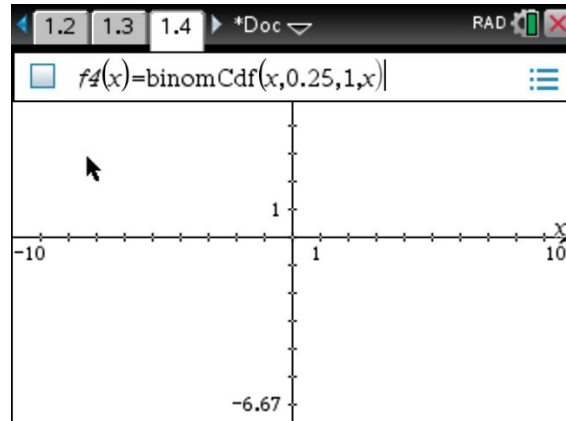 1.2 1.3 1.4 *Doc RAD
f4(x)=binomCdf(x,0.25,1,x)
1
x
-10 1 10
-6.67